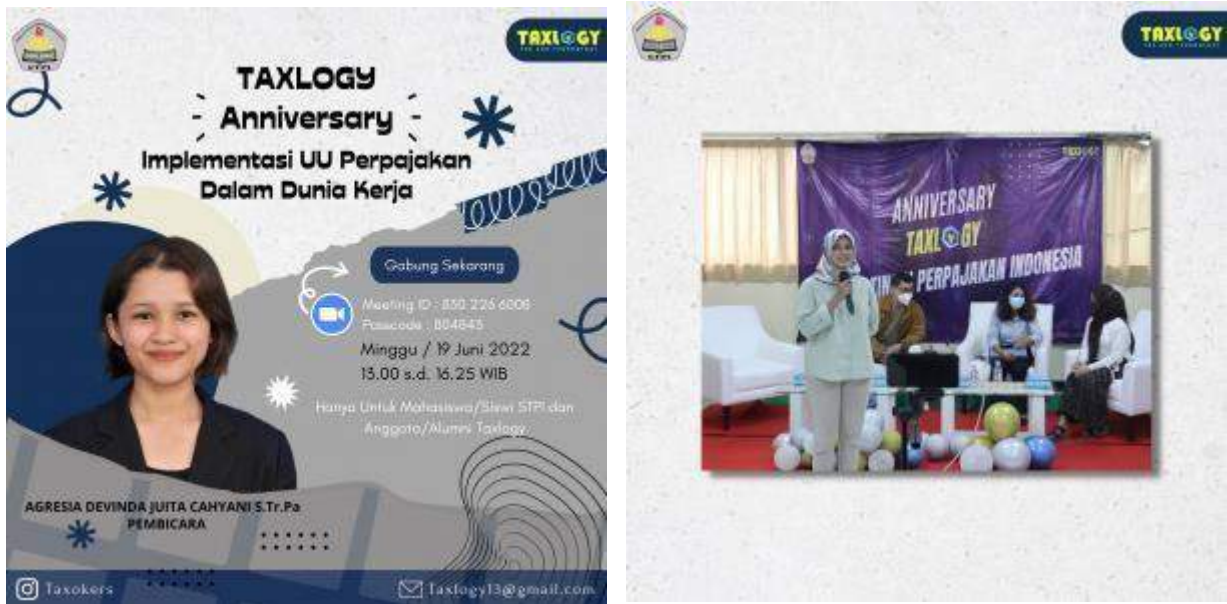 TAXLOGY
TAXLOGY
Anniversary
Implementasi UU Perpajakan
Dalam Dunia Kerja
Gabung Sekarang
Meeting ID : 850 226 6006
Passcode : 804845
Minggu / 19 Juni 2022
13.00 s.d. 16.25 WIB
Hanya Untuk Mahasiswa/Siswi STPI dan
Anggota/Alumni Taxlogy
AGRESIA DEVINDA JUITA CAHYANI S.Tr.Pa
PEMBICARA
Taxokers
Taxlogy13@gmail.com
TAXLOGY
ANNIVERSARY
TAXLOGY
PERPAJAKAN INDONESIA